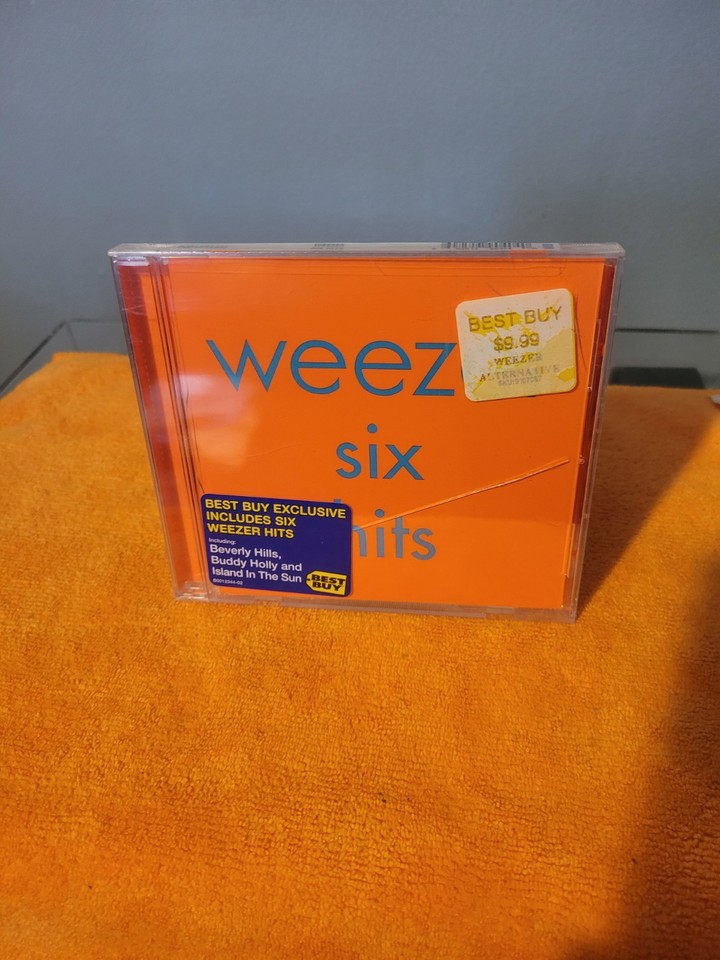 BEST BUY
$9.99
WEEZER
ALTERNATIVE
weez
six
hits
BEST BUY EXCLUSIVE
INCLUDES SIX
WEEZER HITS
Including:
Beverly Hills,
Buddy Holly and
Island In The Sun
BEST
BUY